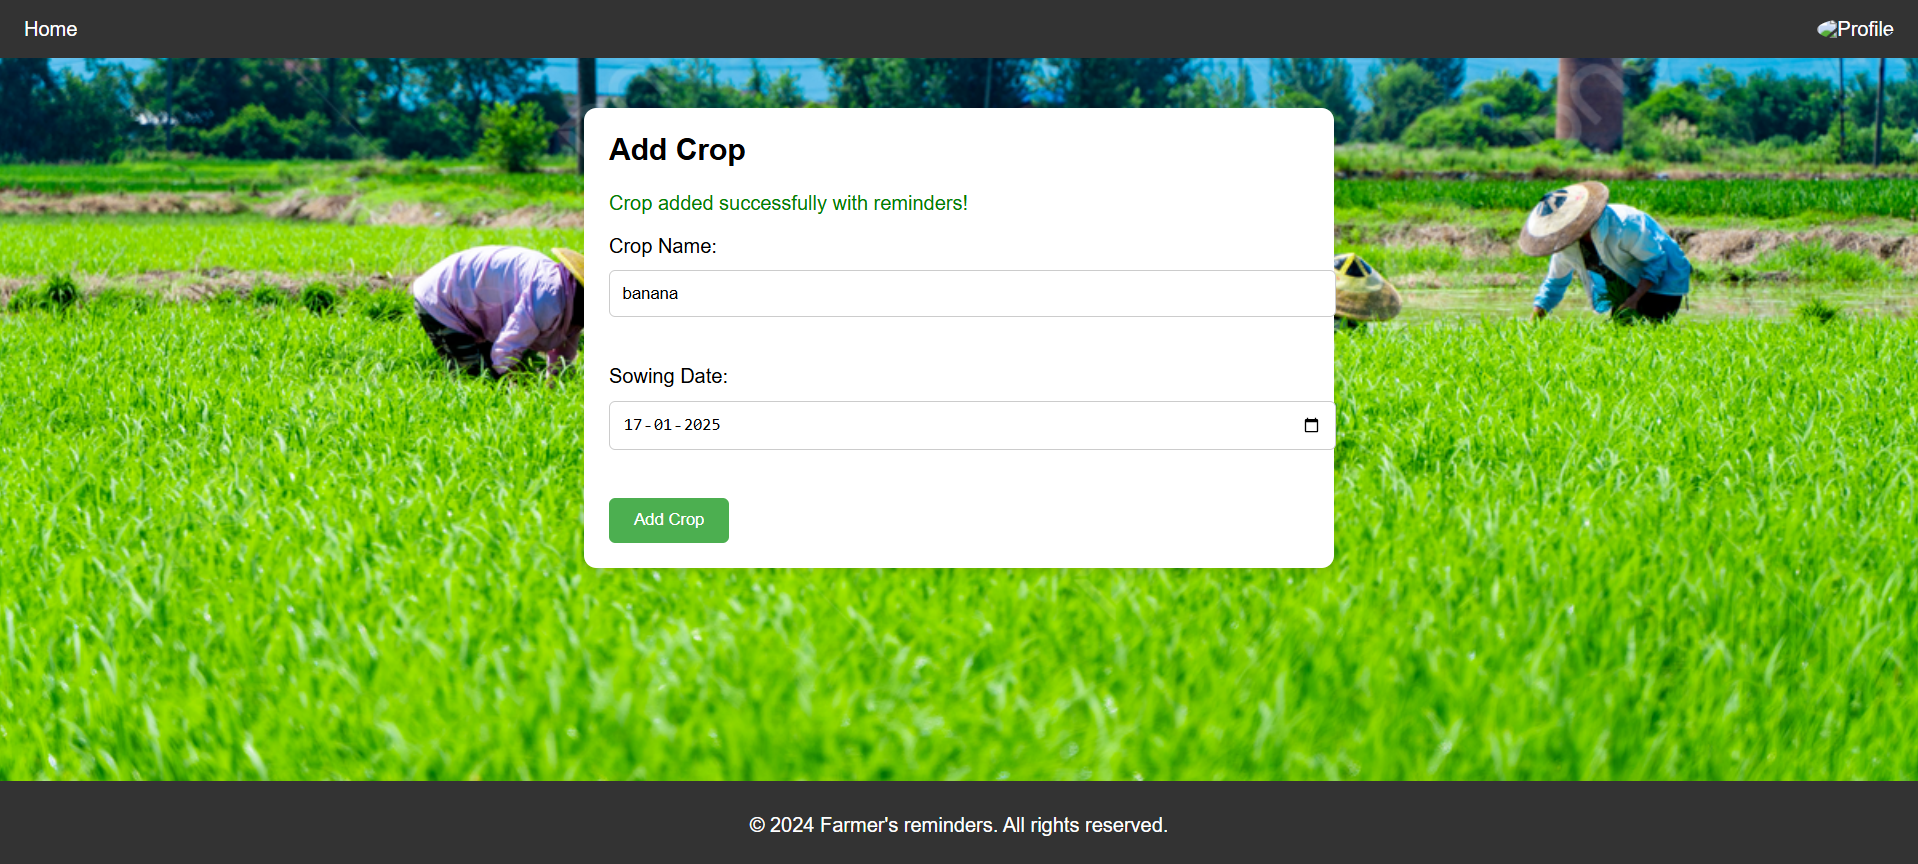 Home
Profile
Add Crop
Crop added successfully with reminders!
Crop Name:
banana
Sowing Date:
17-01-2025
Add Crop
© 2024 Farmer's reminders. All rights reserved.